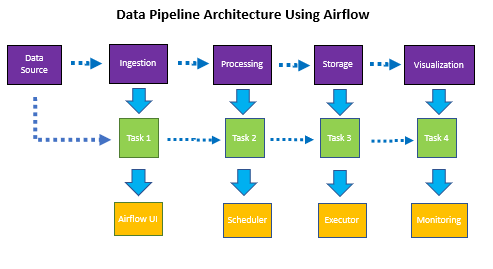 Data Pipeline Architecture Using Airflow
Data
Source
Ingestion
Processing
Storage
Visualization
Task 1
Task 2
Task 3
Task 4
Airflow UI
Scheduler
Executor
Monitoring